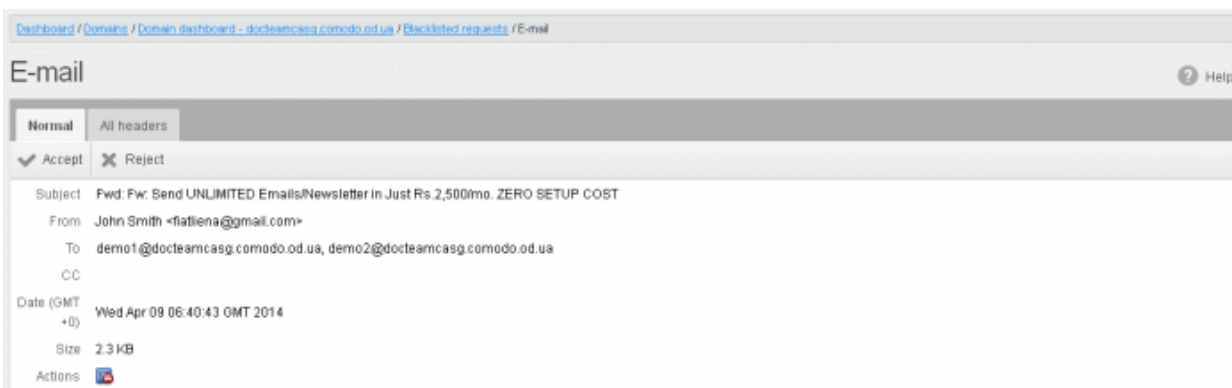 Dashboard / Domains / Domain dashboard - docteamcasg.comodo.od.ua / Blacklisted requests / E-mail
E-mail
Help
Normal All headers
Accept Reject
Subject Fwd: Fw: Send UNLIMITED Emails/Newsletter in Just Rs.2,500/mo. ZERO SETUP COST
From John Smith <fiatliena@gmail.com>
To demo1@docteamcasg.comodo.od.ua, demo2@docteamcasg.comodo.od.ua
CC
Date (GMT
+0) Wed Apr 09 06:40:43 GMT 2014
Size 2.3 KB
Actions